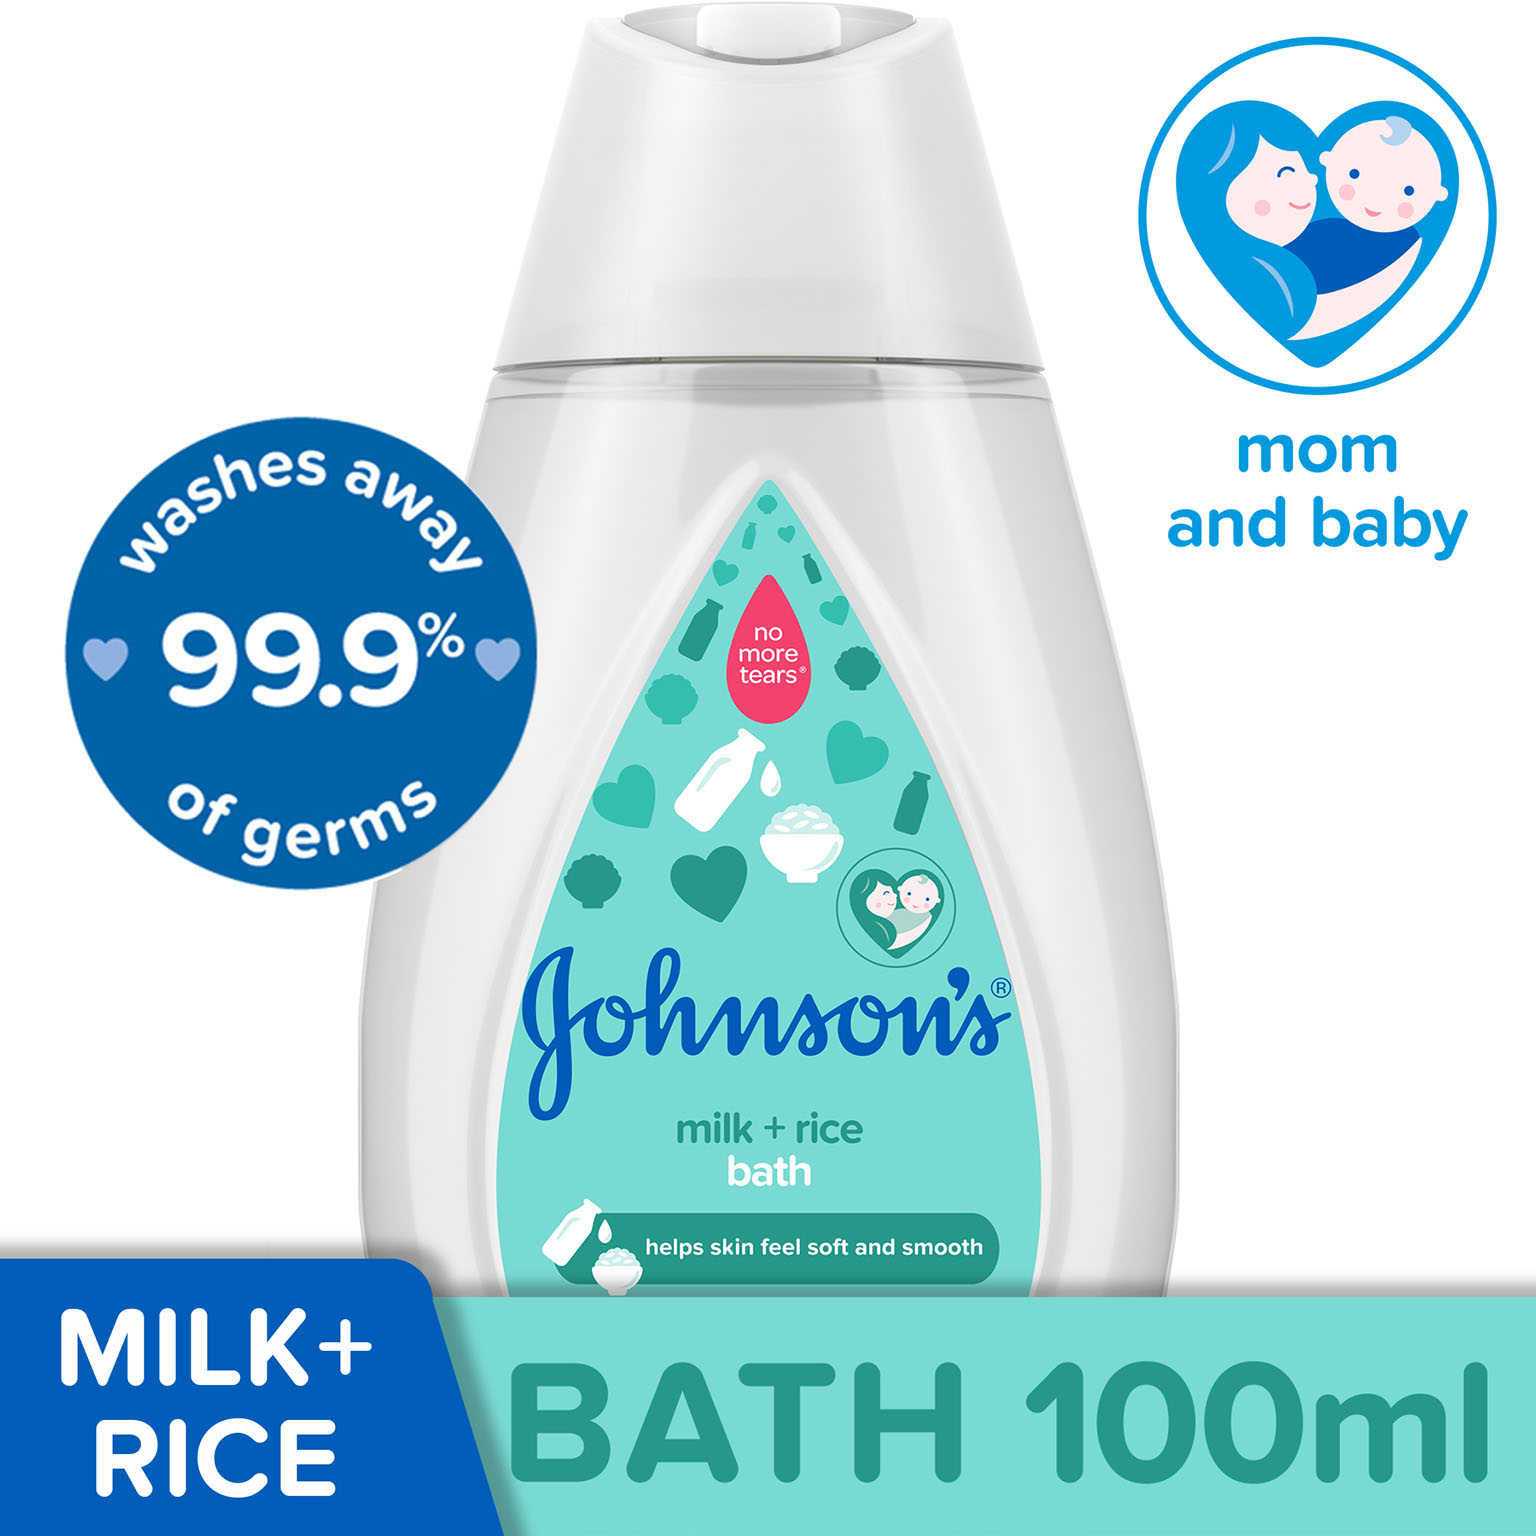 mom
and baby
washes away
99.9%
of germs
no
more
tears®
Johnson's®
milk + rice
bath
helps skin feel soft and smooth
MILK+
RICE
BATH 100ml